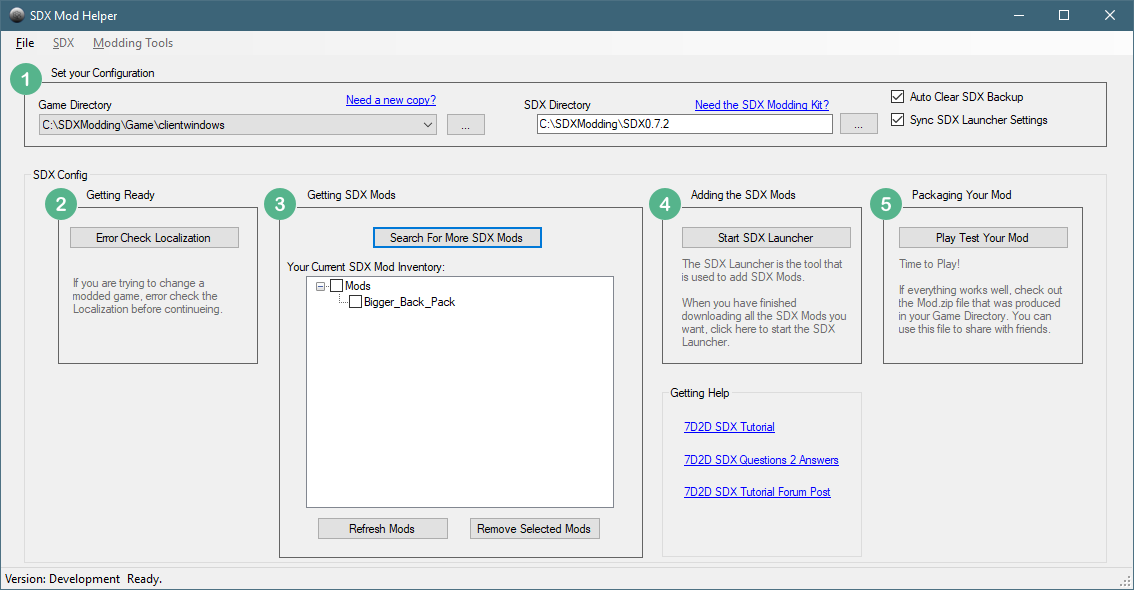 SDX Mod Helper
File SDX Modding Tools
1 Set your Configuration
Game Directory Need a new copy?
C:\SDXModding\Game\clientwindows ...
SDX Directory Need the SDX Modding Kit?
C:\SDXModding\SDX0.7.2 ...
Auto Clear SDX Backup
Sync SDX Launcher Settings
SDX Config
2 Getting Ready
Error Check Localization
If you are trying to change a
modded game, error check the
Localization before continueing.
3 Getting SDX Mods
Search For More SDX Mods
Your Current SDX Mod Inventory:
Mods
Bigger_Back_Pack
Refresh Mods
Remove Selected Mods
4 Adding the SDX Mods
Start SDX Launcher
The SDX Launcher is the tool that
is used to add SDX Mods.
When you have finished
downloading all the SDX Mods you
want, click here to start the SDX
Launcher.
Getting Help
7D2D SDX Tutorial
7D2D SDX Questions 2 Answers
7D2D SDX Tutorial Forum Post
5 Packaging Your Mod
Play Test Your Mod
Time to Play!
If everything works well, check out
the Mod.zip file that was produced
in your Game Directory. You can
use this file to share with friends.
Version: Development Ready.